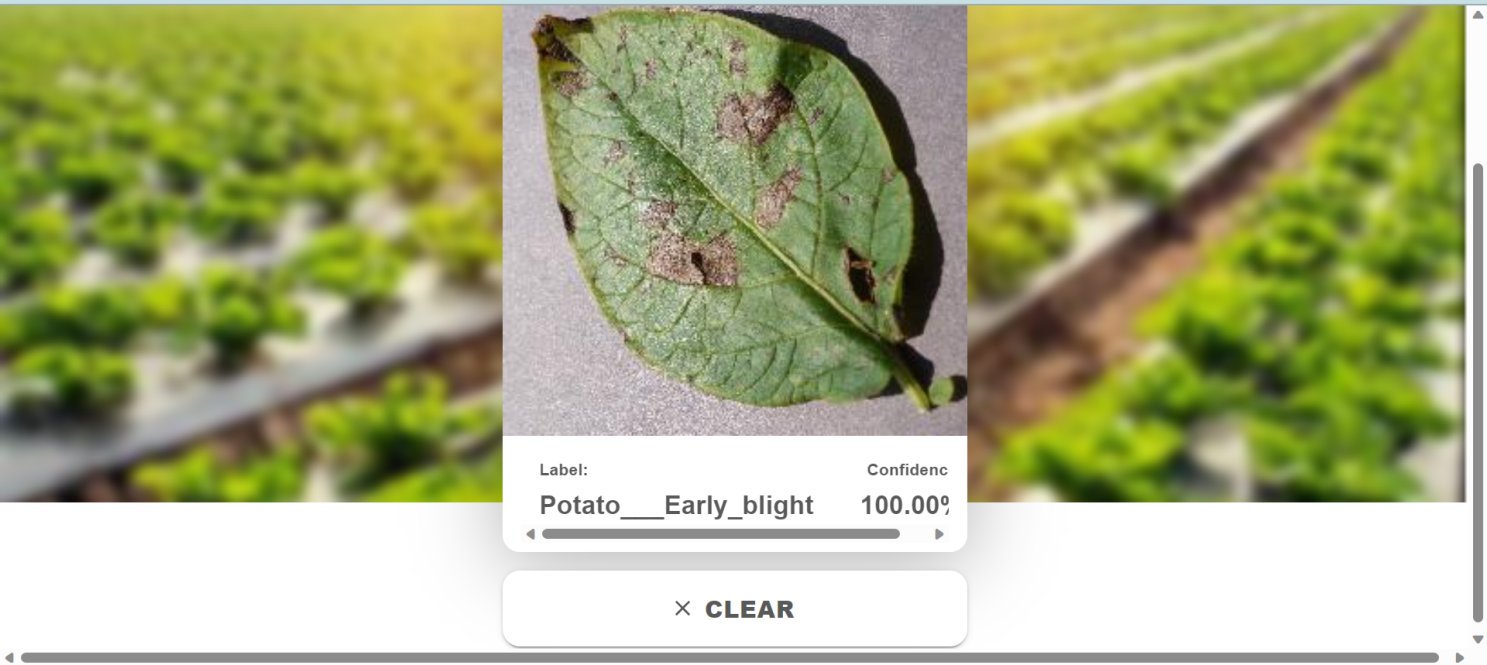 Label: Confidenc
Potato___Early_blight 100.00%
× CLEAR